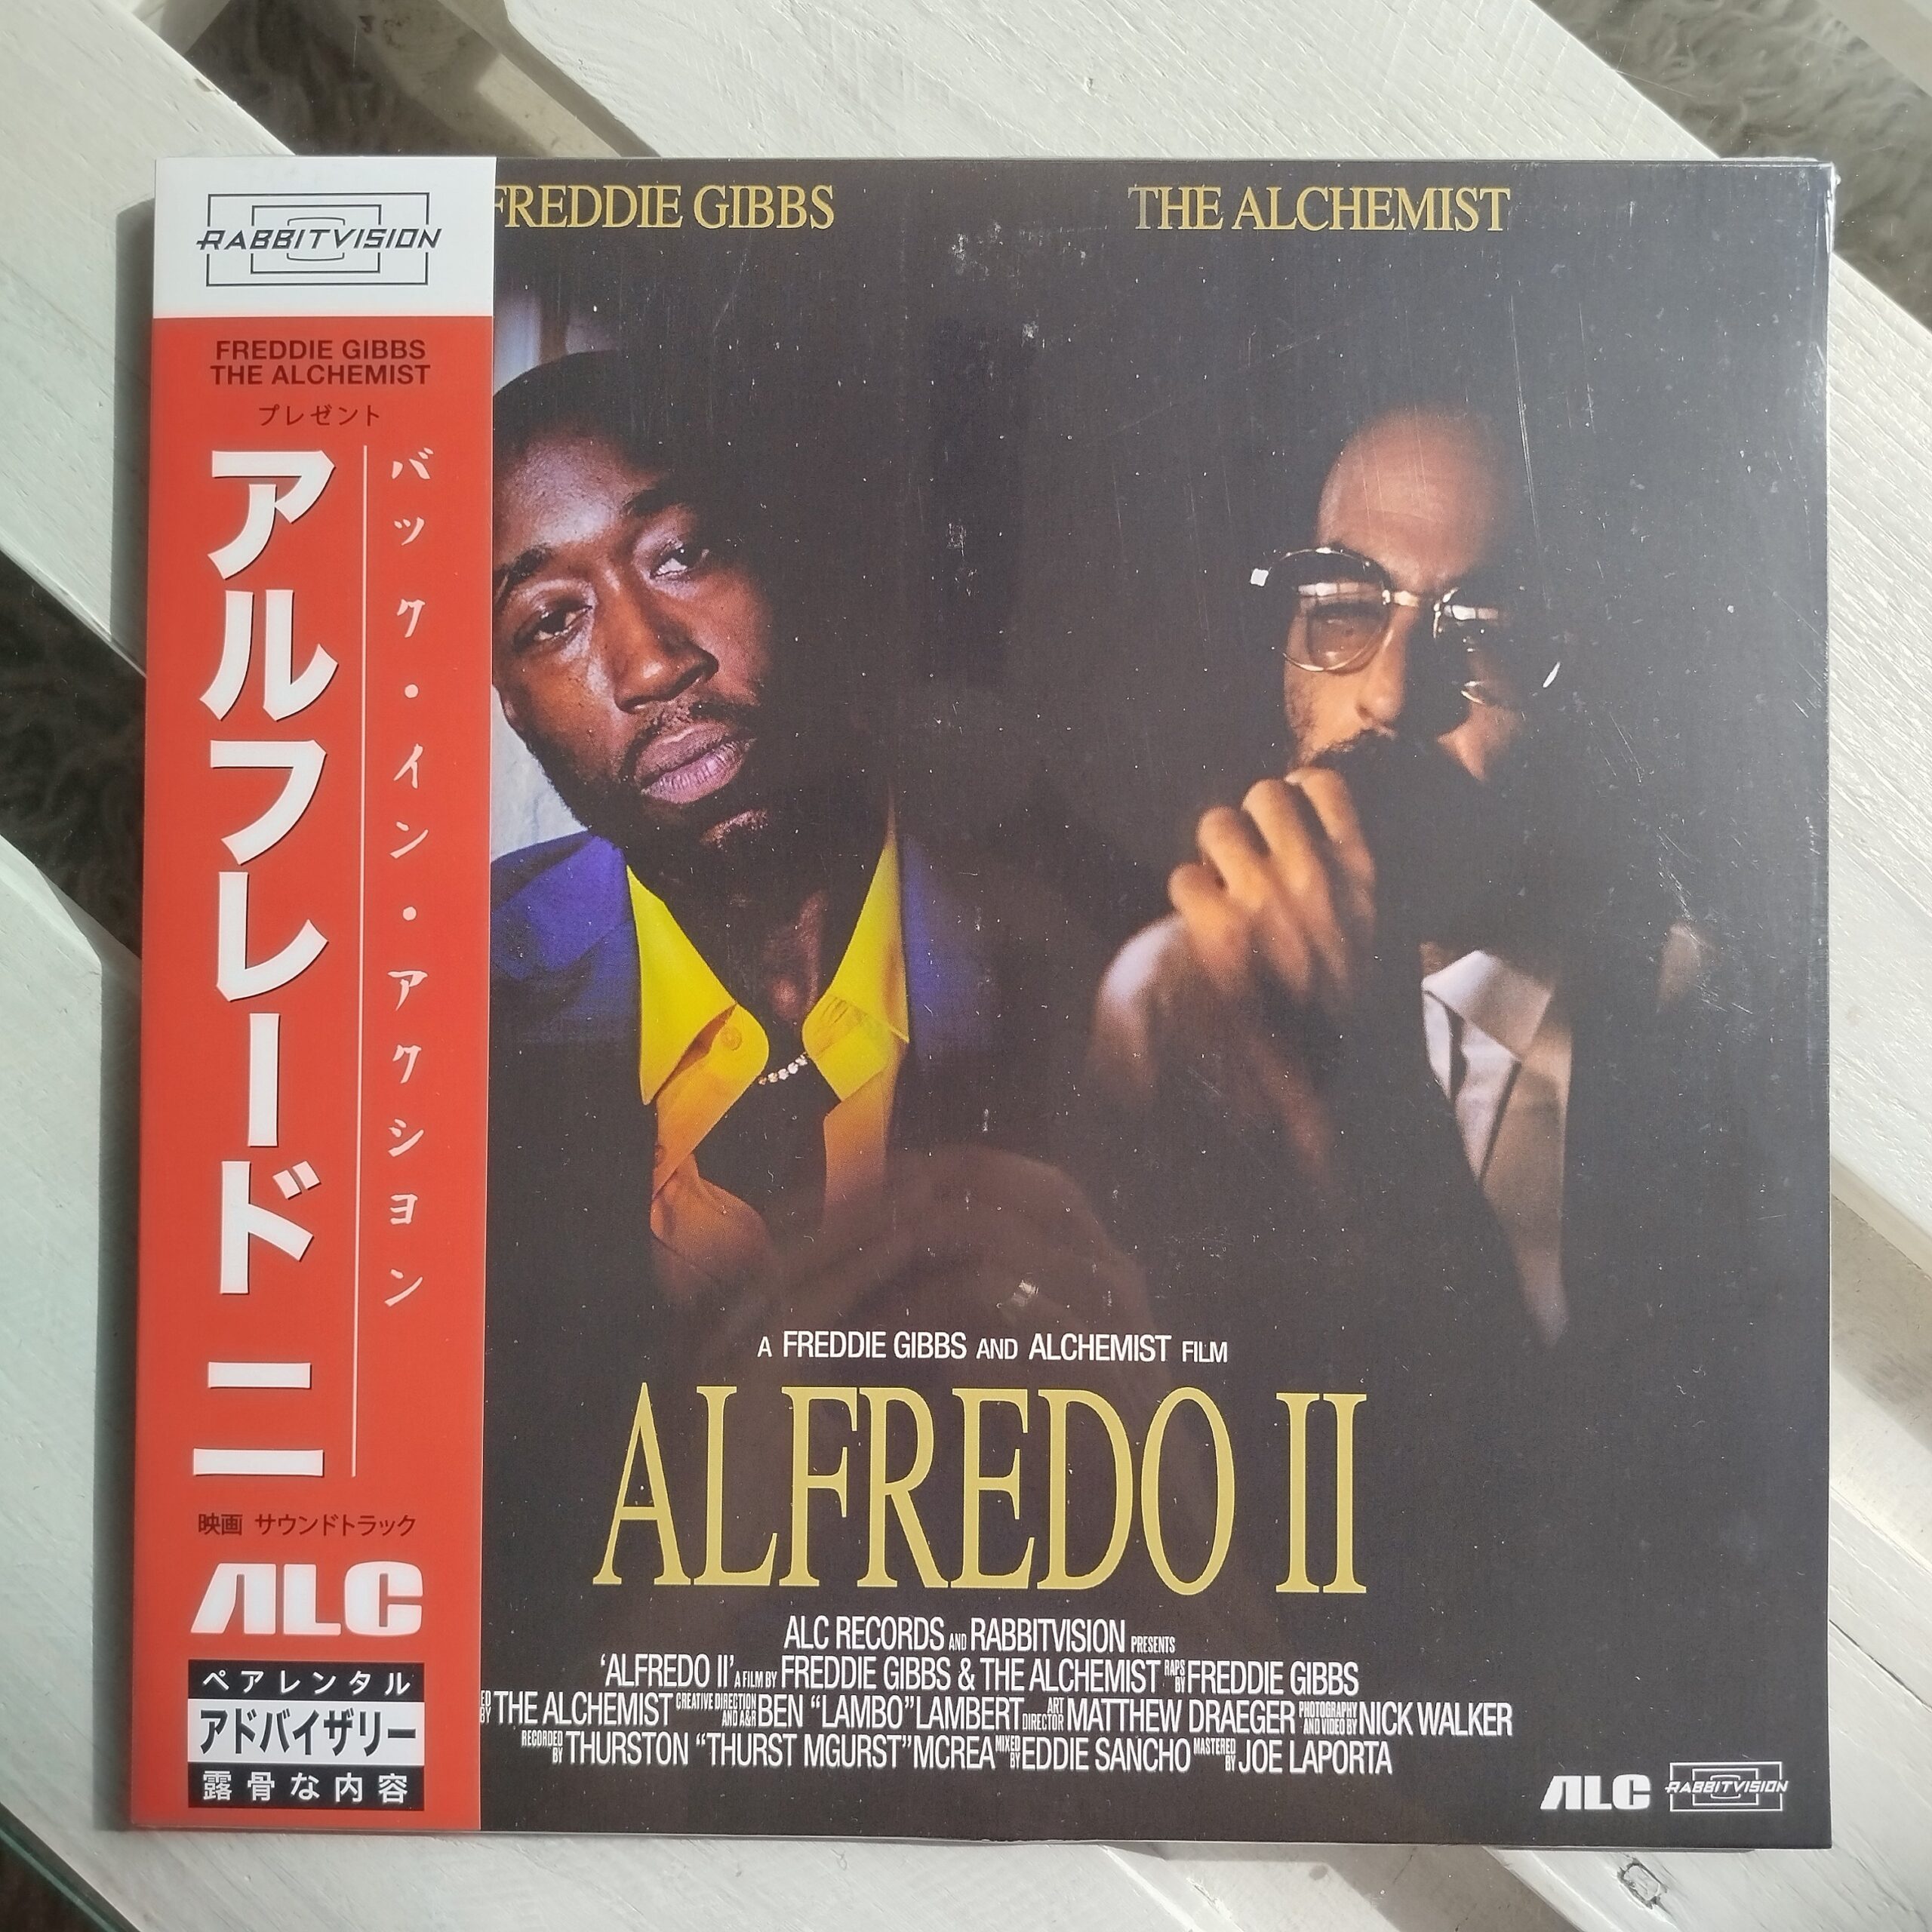 RABBITVISION
FREDDIE GIBBS
THE ALCHEMIST
プレゼント
バック・イン・アクション
アルフレード 二
映画 サウンドトラック
ALC
ペアレンタル
アドバイザリー
露骨な内容
FREDDIE GIBBS
THE ALCHEMIST
A FREDDIE GIBBS AND ALCHEMIST FILM
ALFREDO II
ALC RECORDS AND RABBITVISION PRESENTS
‘ALFREDO II’ A FILM BY FREDDIE GIBBS & THE ALCHEMIST RAPS BY FREDDIE GIBBS
BY THE ALCHEMIST CREATIVE DIRECTION AND A&R BEN “LAMBO” LAMBERT ART DIRECTOR MATTHEW DRAEGER PHOTOGRAPHY AND VIDEO BY NICK WALKER
RECORDED BY THURSTON “THURST MGURST” MCREA MIXED BY EDDIE SANCHO MASTERED BY JOE LAPORTA
ALC RABBITVISION